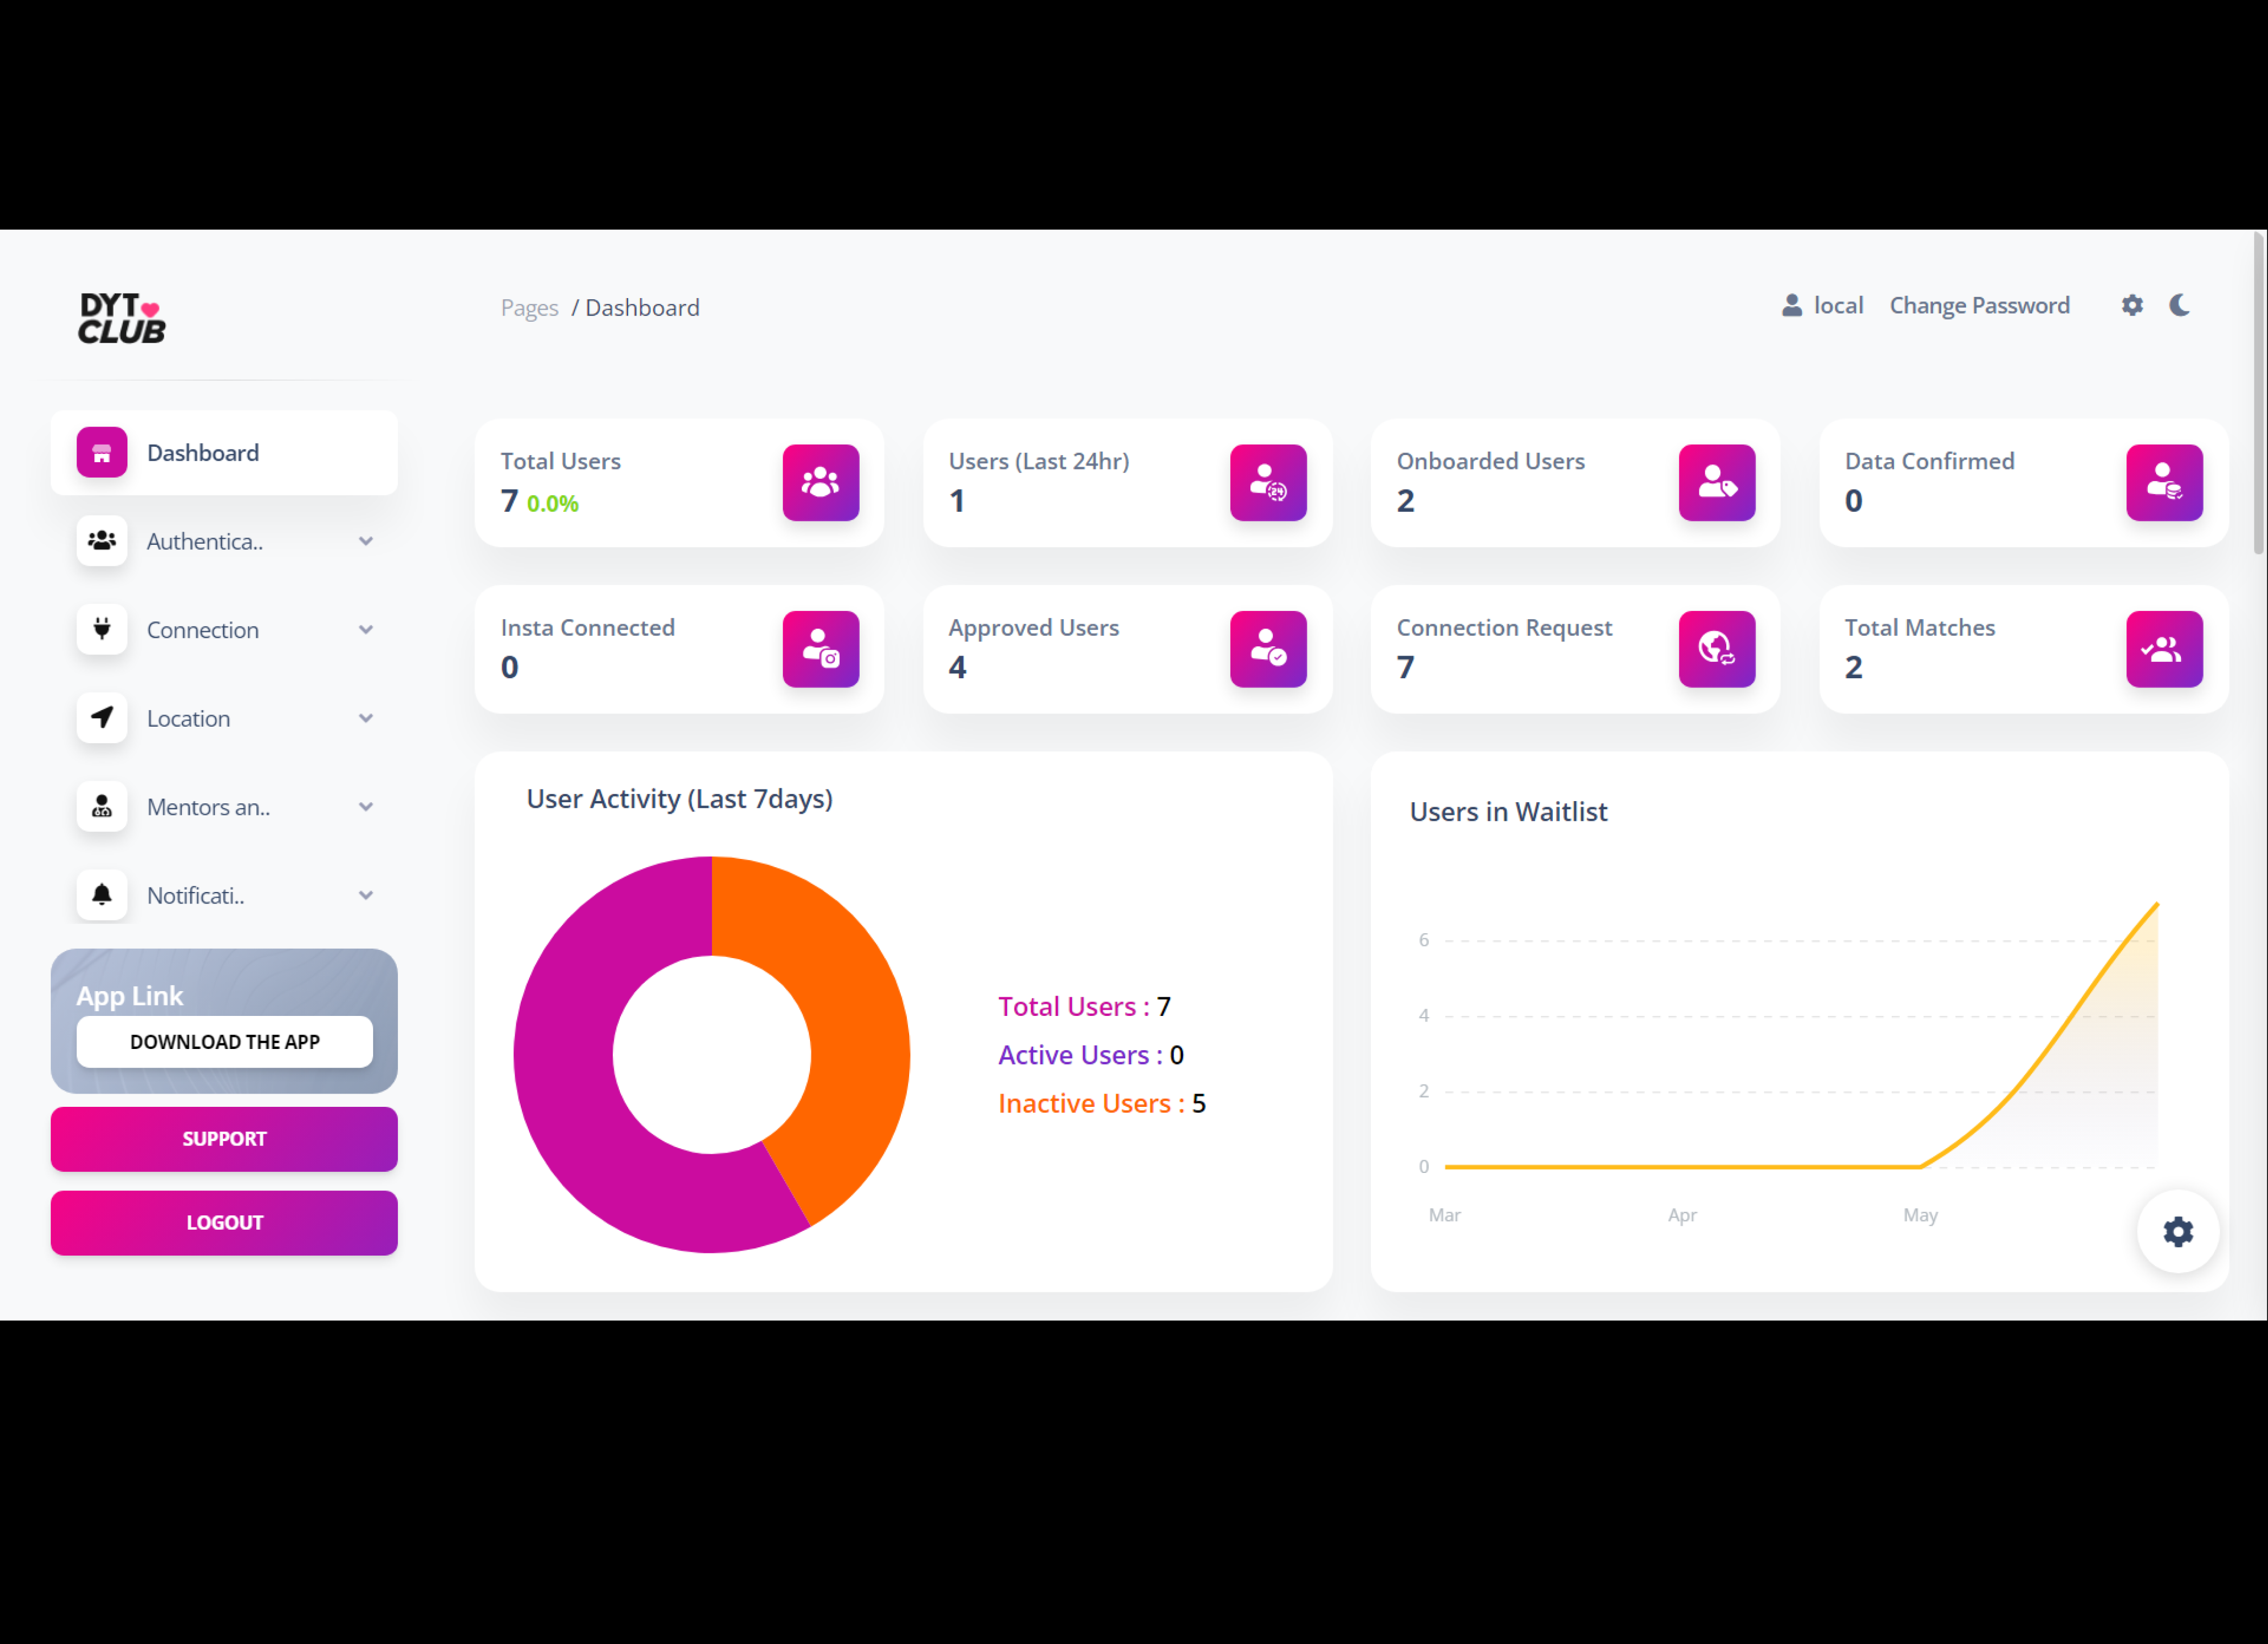 DYT
CLUB
Pages / Dashboard
local Change Password
Dashboard
Authentica..
Connection
Location
Mentors an..
Notificati..
App Link
DOWNLOAD THE APP
SUPPORT
LOGOUT
Total Users
7 0.0%
Users (Last 24hr)
1
24
Onboarded Users
2
Data Confirmed
0
Insta Connected
0
Approved Users
4
Connection Request
7
Total Matches
2
User Activity (Last 7days)
Total Users : 7
Active Users : 0
Inactive Users : 5
Users in Waitlist
6
4
2
0
Mar Apr May